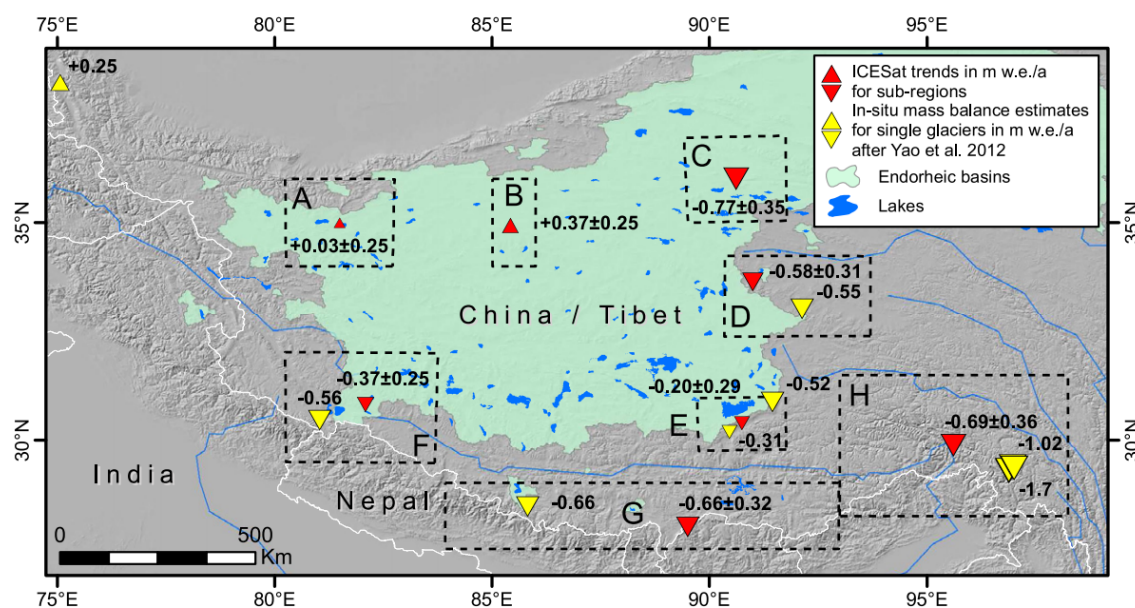 75°E 80°E 85°E 90°E 95°E
+0.25
ICESat trends in m w.e./a
for sub-regions
In-situ mass balance estimates
for single glaciers in m w.e./a
after Yao et al. 2012
Endorheic basins
Lakes
35°N
35°N
A
+0.03±0.25
B
+0.37±0.25
C
-0.77±0.35
-0.58±0.31
-0.55
D
China / Tibet
-0.37±0.25
-0.56
F
-0.20±0.29
-0.52
E
-0.31
H
-0.69±0.36
-1.02
-1.7
30°N
30°N
India
Nepal
-0.66
G
-0.66±0.32
0 500
Km
75°E 80°E 85°E 90°E 95°E